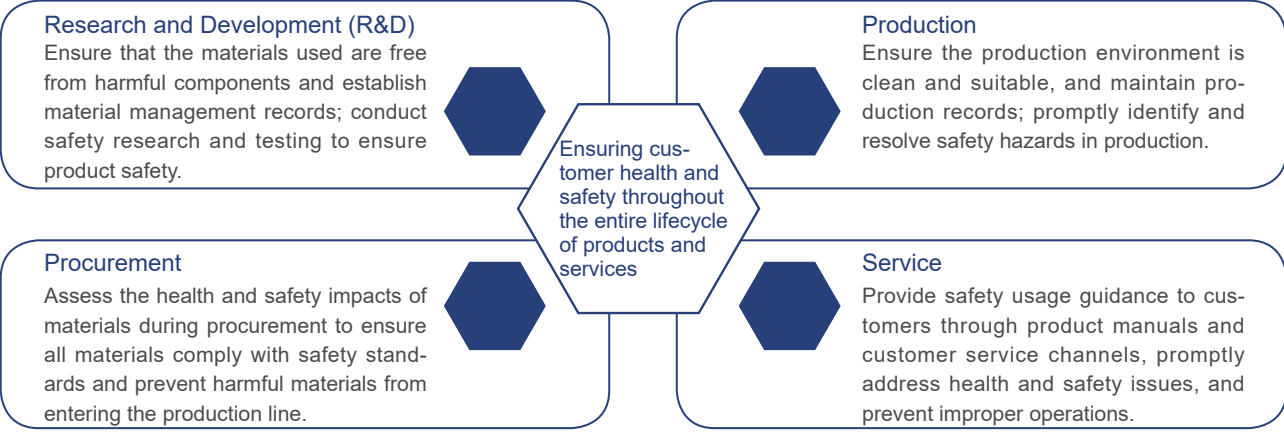 Research and Development (R&D)
Ensure that the materials used are free
from harmful components and establish
material management records; conduct
safety research and testing to ensure
product safety.
Production
Ensure the production environment is
clean and suitable, and maintain pro-
duction records; promptly identify and
resolve safety hazards in production.
Ensuring cus-
tomer health and
safety throughout
the entire lifecycle
of products and
services
Procurement
Assess the health and safety impacts of
materials during procurement to ensure
all materials comply with safety stand-
ards and prevent harmful materials from
entering the production line.
Service
Provide safety usage guidance to cus-
tomers through product manuals and
customer service channels, promptly
address health and safety issues, and
prevent improper operations.